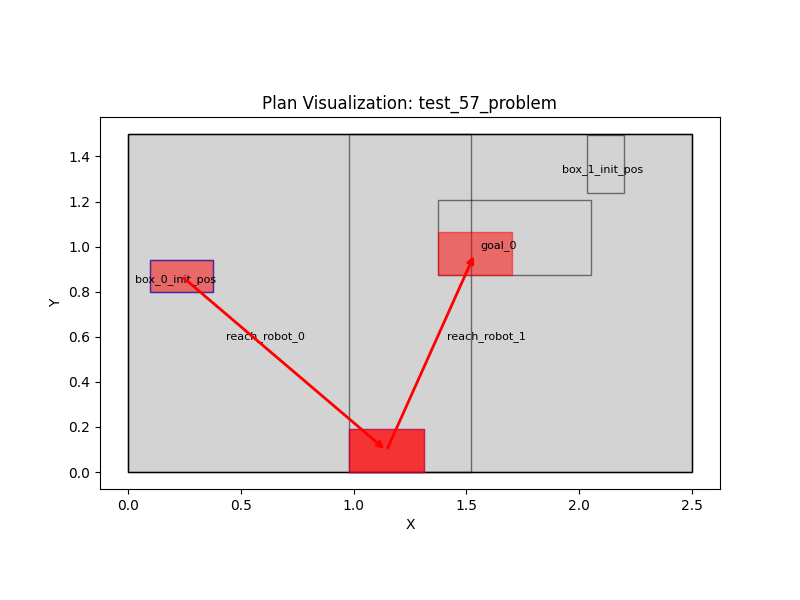 Plan Visualization: test_57_problem
1.4
1.2
1.0
0.8
0.6
0.4
0.2
0.0
Y
box_1_init_pos
goal_0
box_0_init_pos
reach_robot_0
reach_robot_1
0.0
0.5
1.0
1.5
2.0
2.5
X